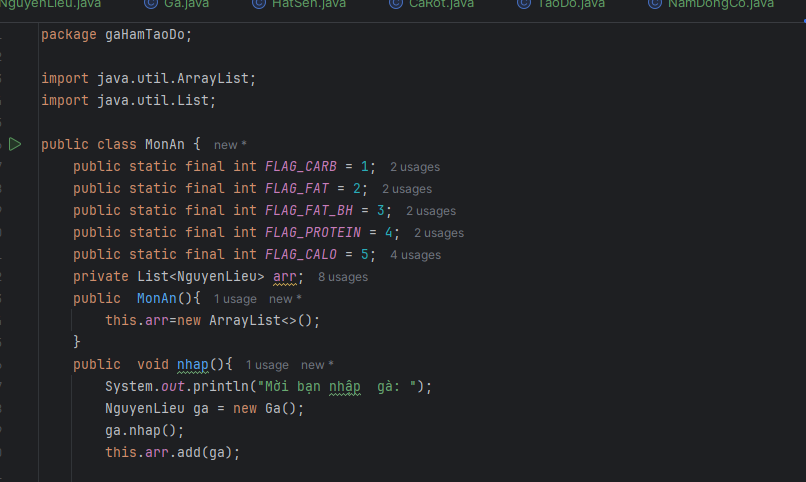 NguyenLieu.java Ga.java HatSen.java CaRot.java TaoDo.java NamDongCo.java
package gaHamTaoDo;
import java.util.ArrayList;
import java.util.List;
public class MonAn { new *
public static final int FLAG_CARB = 1; 2 usages
public static final int FLAG_FAT = 2; 2 usages
public static final int FLAG_FAT_BH = 3; 2 usages
public static final int FLAG_PROTEIN = 4; 2 usages
public static final int FLAG_CALO = 5; 4 usages
private List<NguyenLieu> arr; 8 usages
public  MonAn(){ 1 usage new *
this.arr=new ArrayList<>();
}
public  void nhap(){ 1 usage new *
System.out.println("Mời bạn nhập  gà: ");
NguyenLieu ga = new Ga();
ga.nhap();
this.arr.add(ga);